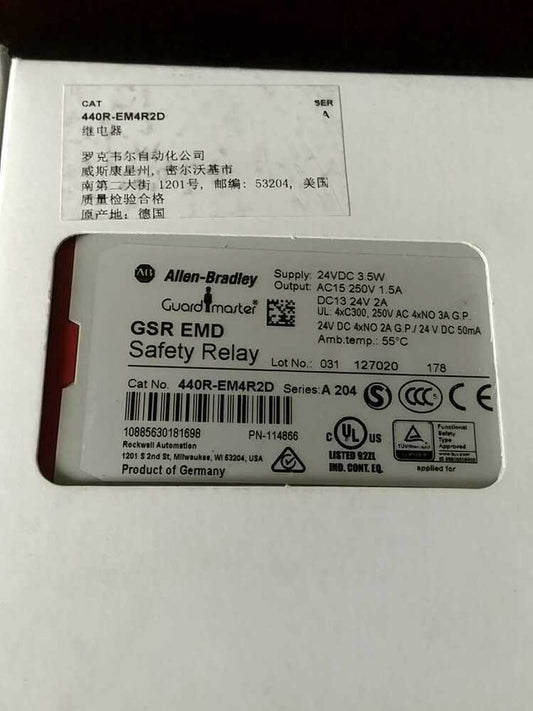 CAT SER
440R-EM4R2D A
继电器
罗克韦尔自动化公司
威斯康星州, 密尔沃基市
南第二大街 1201号, 邮编: 53204, 美国
质量检验合格
原产地: 德国
AB Allen-Bradley
Guardmaster®
GSR EMD
Safety Relay
Supply: 24VDC 3.5W
Output: AC15 250V 1.5A
DC13 24V 2A
UL: 4xC300, 250V AC 4xNO 3A G.P.
24V DC 4xNO 2A G.P./ 24 V DC 50mA
Amb.temp.: 55°C
Lot No.: 031 127020 178
Cat No. 440R-EM4R2D Series: A 204
10885630181698 PN-114866
Rockwell Automation
1201 S 2nd St, Milwaukee, WI 53204, USA
Product of Germany
CCC CE
C UL US
LISTED 92ZL
IND. CONT. EQ.
Functional
Safety
Type
Approved
applied for